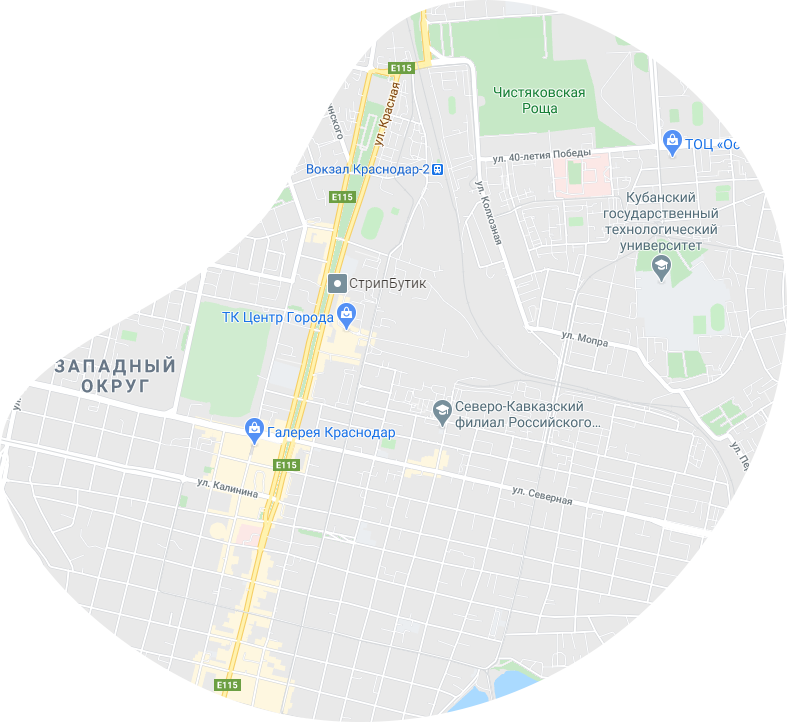 E115
Чистяковская
Роща
ул. Красная
ТОЦ «Ос
ул. 40-летия Победы
Вокзал Краснодар-2
E115
ул. Колхозная
Кубанский
государственный
технологический
университет
СтрипБутик
ТК Центр Города
ул. Мопра
ЗАПАДНЫЙ
ОКРУГ
Северо-Кавказский
филиал Российского...
Галерея Краснодар
E115
ул. Калинина
ул. Северная
E115